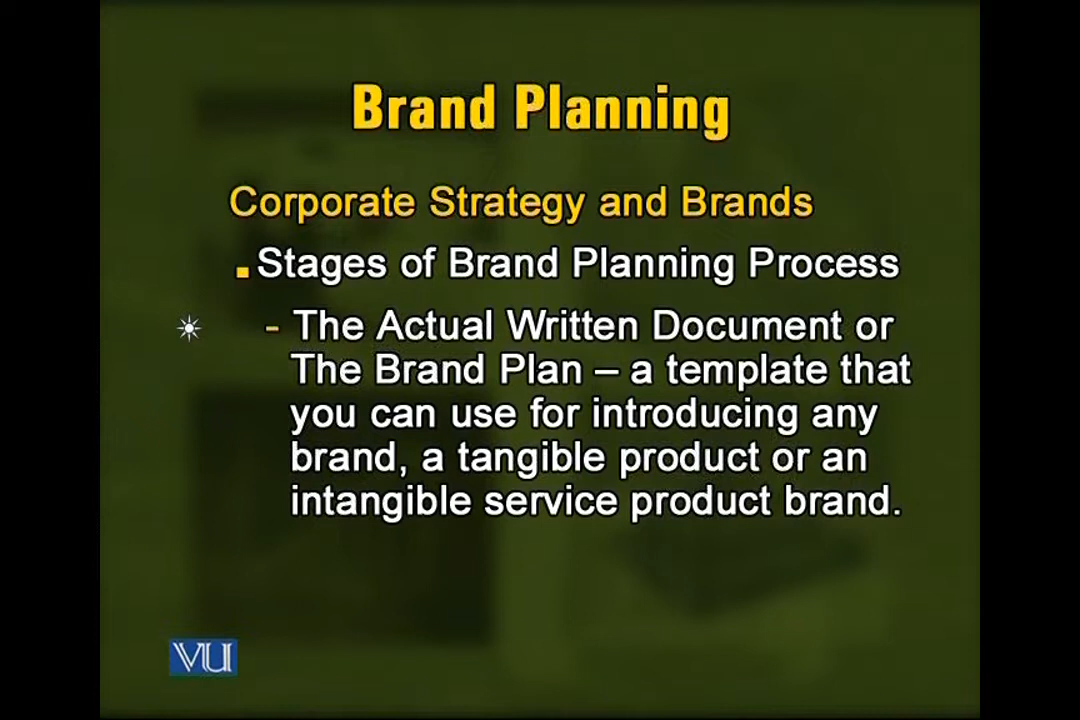 Brand Planning
Corporate Strategy and Brands
Stages of Brand Planning Process
- The Actual Written Document or
The Brand Plan – a template that
you can use for introducing any
brand, a tangible product or an
intangible service product brand.
VU